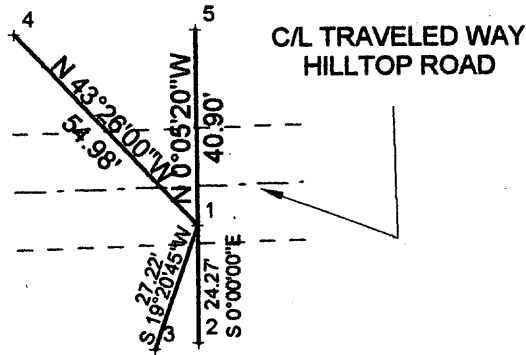 4
5
C/L TRAVELED WAY
HILLTOP ROAD
N 43°26'00"W
54.98'
N 0°05'20"W
40.90'
1
27.22'
S 19°20'45"W
24.27'
S 0°00'00"E
3
2